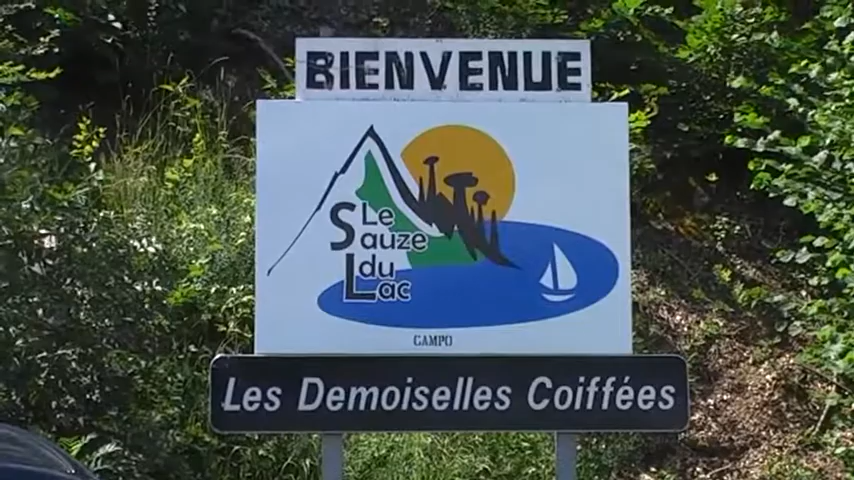 BIENVENUE
Le
Sauze
du
Lac
CAMPO
Les Demoiselles Coiffées